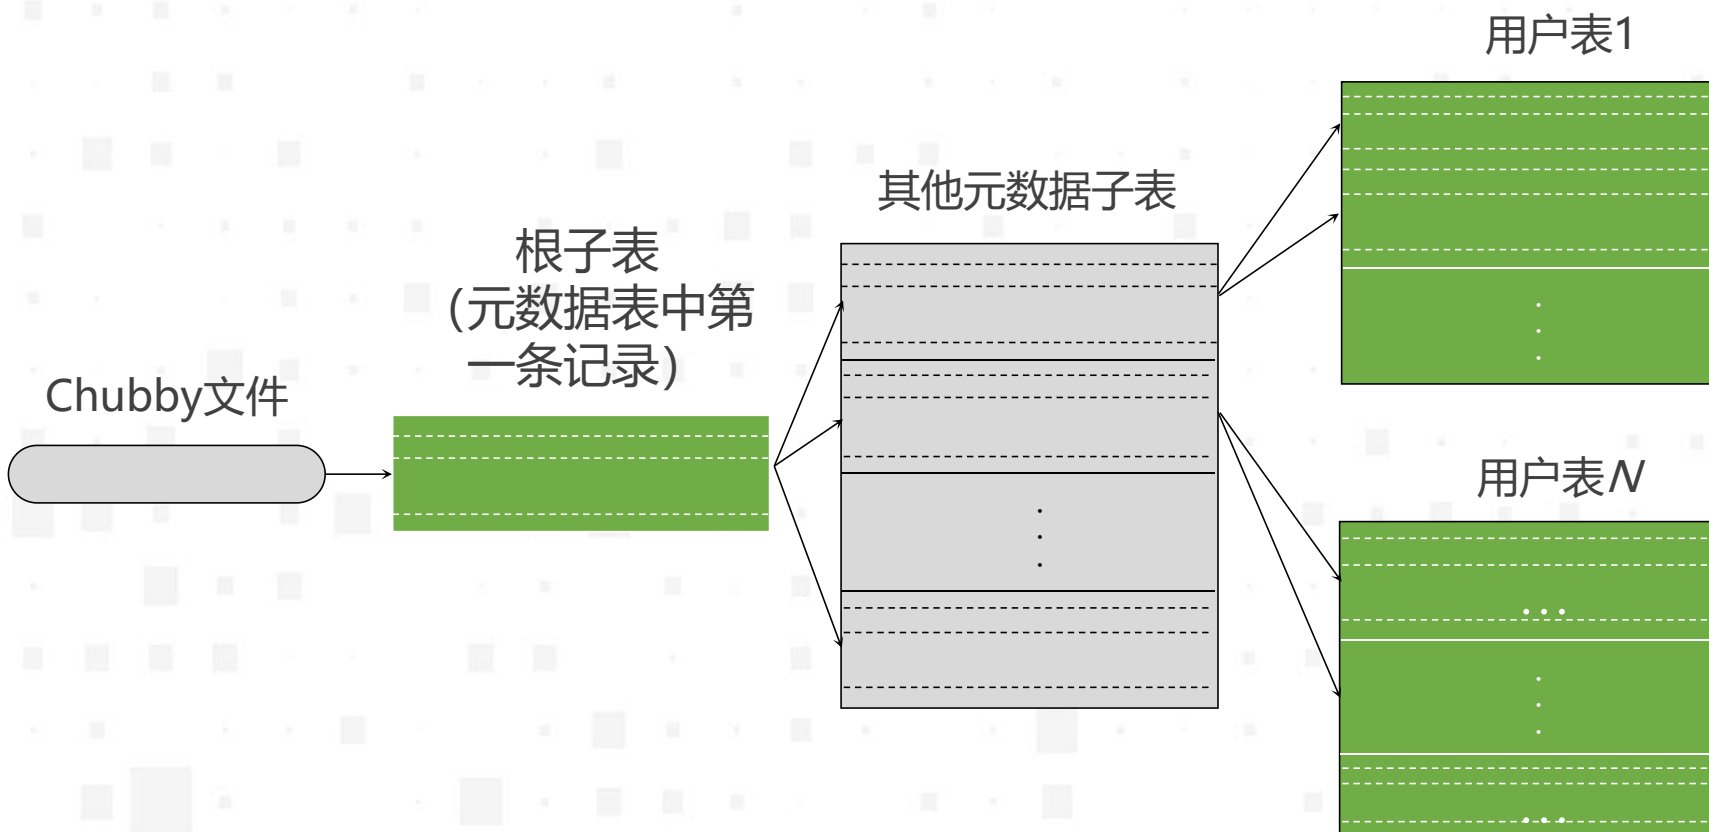 Chubby文件
根子表
（元数据表中第
一条记录）
其他元数据子表
用户表1
用户表N